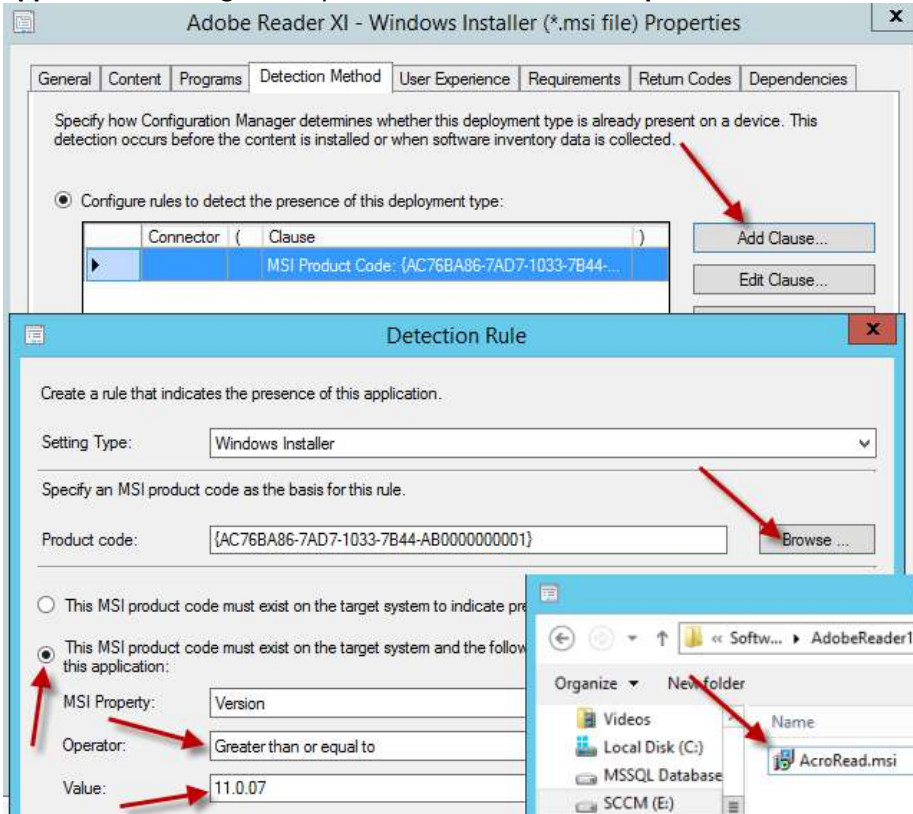 Adobe Reader XI - Windows Installer (*.msi file) Properties
x
General Content Programs Detection Method User Experience Requirements Return Codes Dependencies
Specify how Configuration Manager determines whether this deployment type is already present on a device. This
detection occurs before the content is installed or when software inventory data is collected.
Configure rules to detect the presence of this deployment type:
Connector ( Clause )
Add Clause...
MSI Product Code: {AC76BA86-7AD7-1033-7B44-...
Edit Clause...
Detection Rule
x
Create a rule that indicates the presence of this application.
Setting Type: Windows Installer
Specify an MSI product code as the basis for this rule.
Product code: {AC76BA86-7AD7-1033-7B44-AB0000000001} Browse ...
This MSI product code must exist on the target system to indicate pre
This MSI product code must exist on the target system and the follow
this application:
MSI Property: Version
Operator: Greater than or equal to
Value: 11.0.07
« Softw... AdobeReader1
Organize New folder
Videos
Local Disk (C:)
MSSQL Database
SCCM (E:)
Name
AcroRead.msi